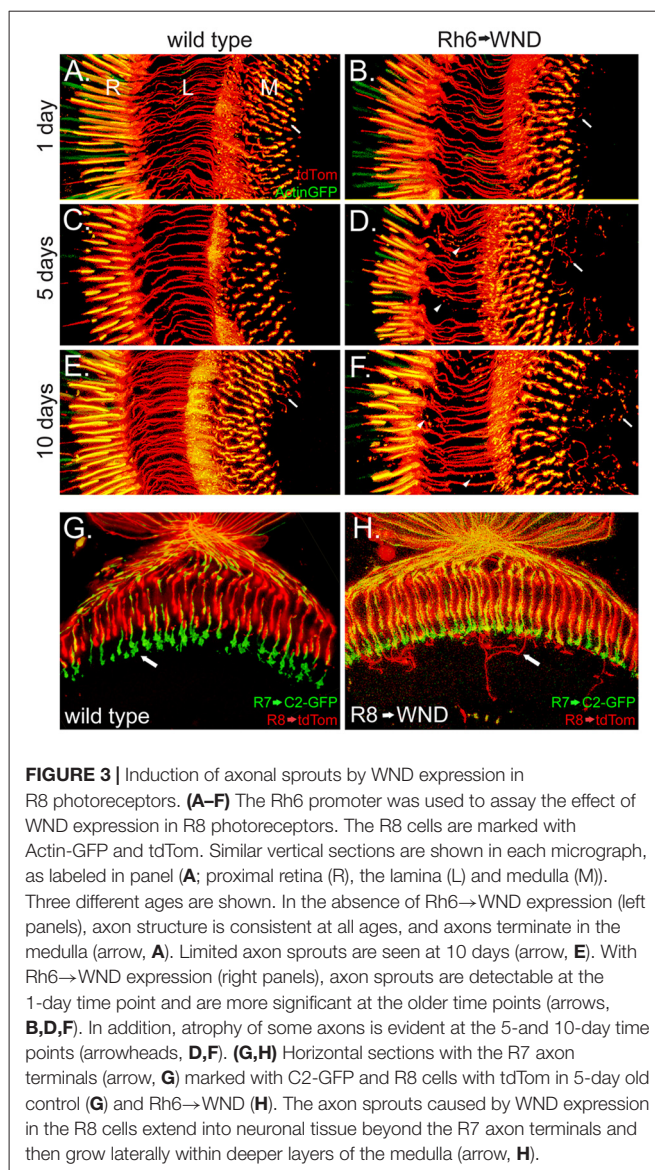 wild type
Rh6➡WND
1 day
A.
R
L
M
tdTom
ActinGFP
B.
5 days
C.
D.
10 days
E.
F.
G.
wild type
R7➡C2-GFP
R8➡tdTom
H.
R8➡WND
R7➡C2-GFP
R8➡tdTom
FIGURE 3 | Induction of axonal sprouts by WND expression in
R8 photoreceptors. (A–F) The Rh6 promoter was used to assay the effect of
WND expression in R8 photoreceptors. The R8 cells are marked with
Actin-GFP and tdTom. Similar vertical sections are shown in each micrograph,
as labeled in panel (A; proximal retina (R), the lamina (L) and medulla (M)).
Three different ages are shown. In the absence of Rh6→WND expression (left
panels), axon structure is consistent at all ages, and axons terminate in the
medulla (arrow, A). Limited axon sprouts are seen at 10 days (arrow, E). With
Rh6→WND expression (right panels), axon sprouts are detectable at the
1-day time point and are more significant at the older time points (arrows,
B,D,F). In addition, atrophy of some axons is evident at the 5-and 10-day time
points (arrowheads, D,F). (G,H) Horizontal sections with the R7 axon
terminals (arrow, G) marked with C2-GFP and R8 cells with tdTom in 5-day old
control (G) and Rh6→WND (H). The axon sprouts caused by WND expression
in the R8 cells extend into neuronal tissue beyond the R7 axon terminals and
then grow laterally within deeper layers of the medulla (arrow, H).